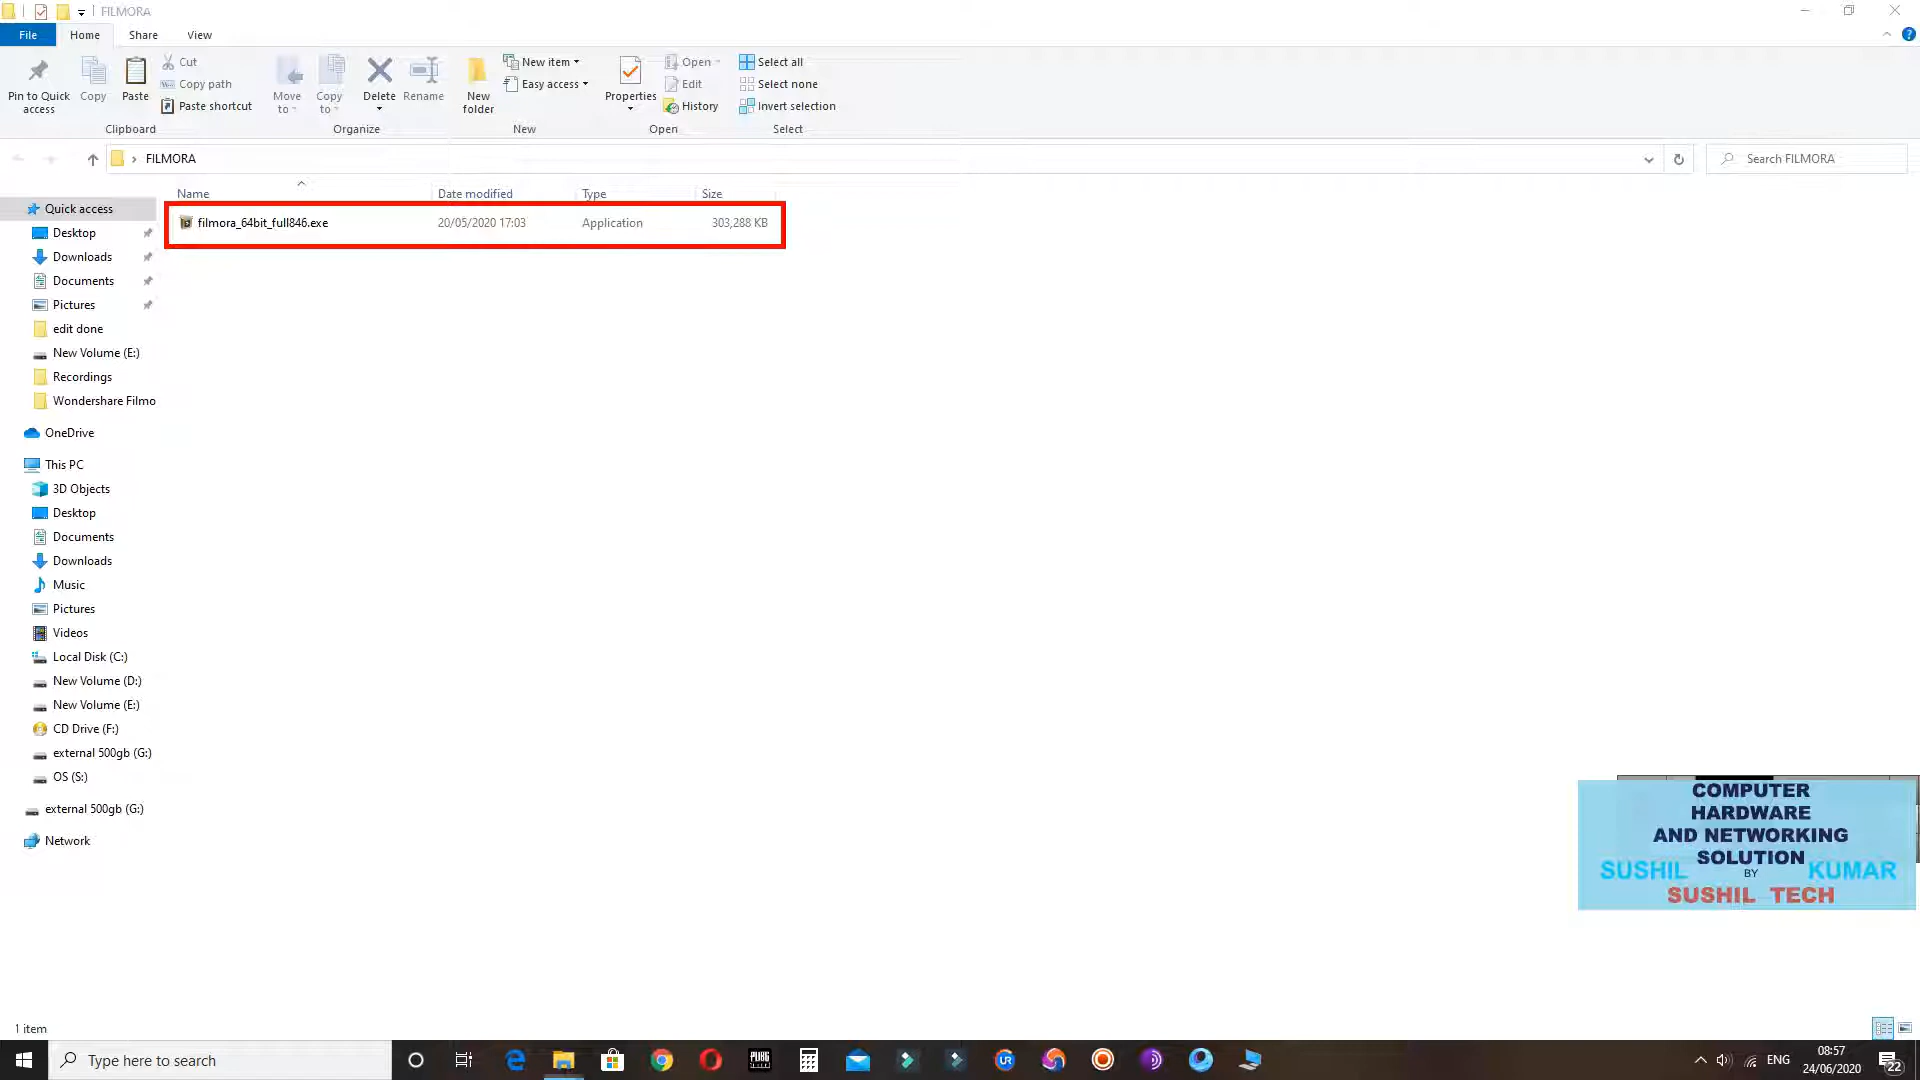 FILMORA
File Home Share View
Pin to Quick access
Copy
Paste
Cut
Copy path
Paste shortcut
Clipboard
Move to
Copy to
Delete
Rename
Organize
New folder
New item
Easy access
New
Properties
Open
Edit
History
Open
Select all
Select none
Invert selection
Select
FILMORA
Search FILMORA
Name Date modified Type Size
filmora_64bit_full846.exe 20/05/2020 17:03 Application 303,288 KB
Quick access
Desktop
Downloads
Documents
Pictures
edit done
New Volume (E:)
Recordings
Wondershare Filmo
OneDrive
This PC
3D Objects
Desktop
Documents
Downloads
Music
Pictures
Videos
Local Disk (C:)
New Volume (D:)
New Volume (E:)
CD Drive (F:)
external 500gb (G:)
OS (S:)
external 500gb (G:)
Network
COMPUTER
HARDWARE
AND NETWORKING
SOLUTION
SUSHIL BY KUMAR
SUSHIL TECH
1 item
Type here to search
PUBG
UR
ENG
08:57
24/06/2020
22